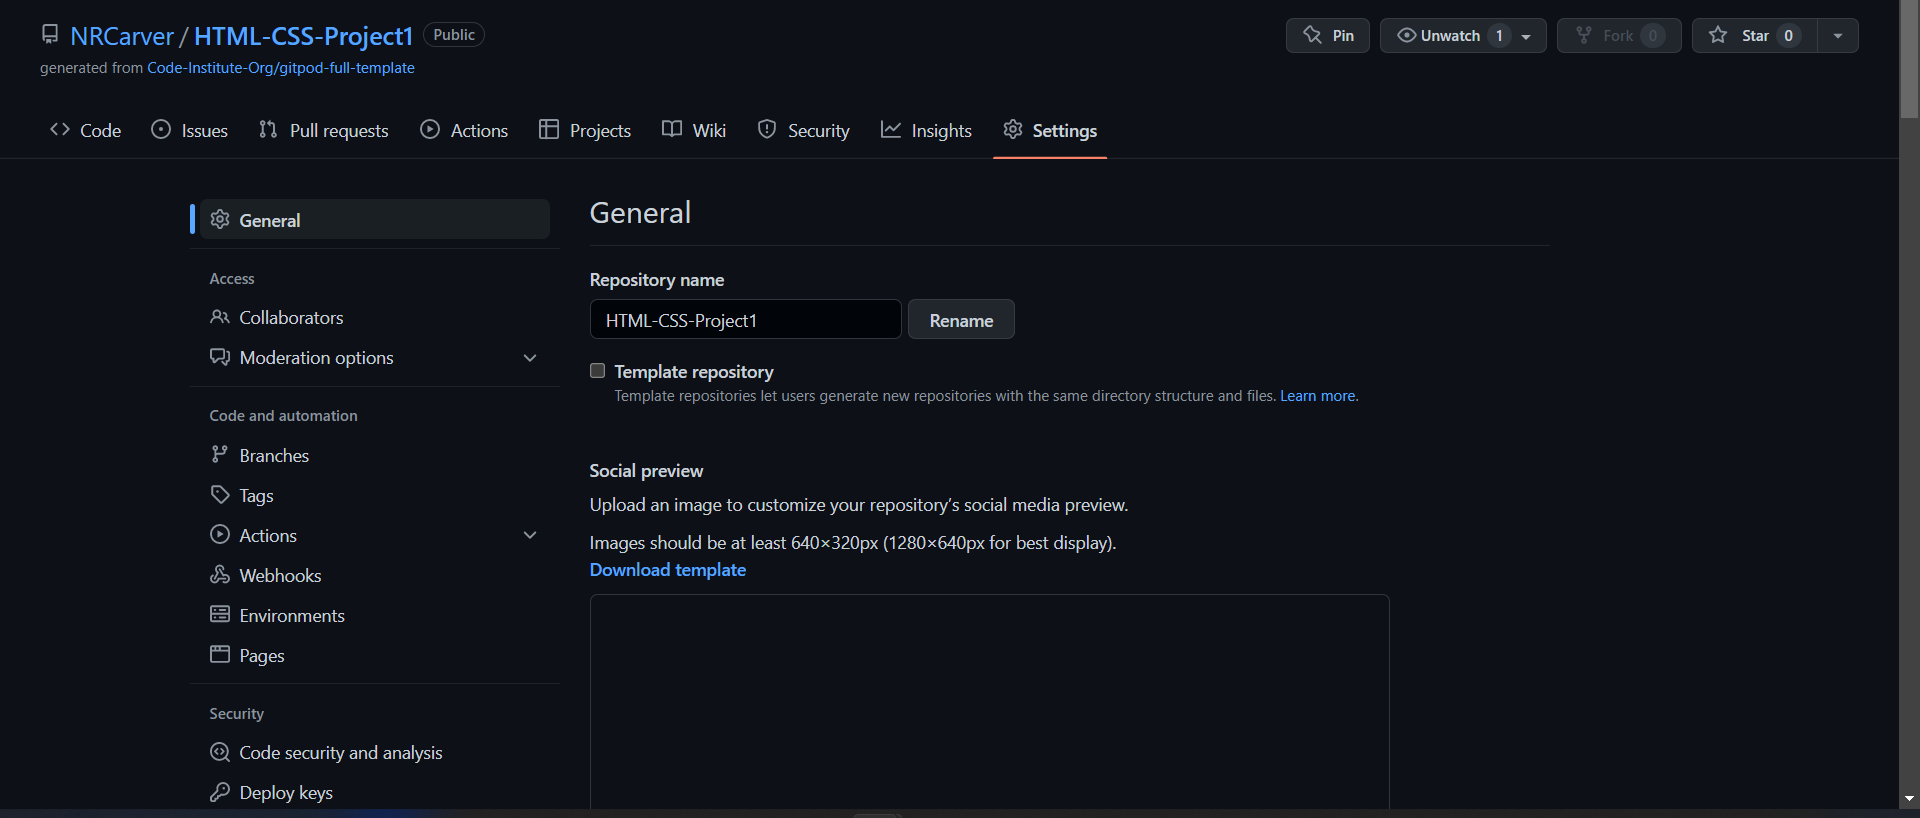 NRCarver / HTML-CSS-Project1 Public
Pin
Unwatch 1
Fork 0
Star 0
generated from Code-Institute-Org/gitpod-full-template
Code
Issues
Pull requests
Actions
Projects
Wiki
Security
Insights
Settings
General
Access
Collaborators
Moderation options
Code and automation
Branches
Tags
Actions
Webhooks
Environments
Pages
Security
Code security and analysis
Deploy keys
General
Repository name
HTML-CSS-Project1
Rename
Template repository
Template repositories let users generate new repositories with the same directory structure and files. Learn more.
Social preview
Upload an image to customize your repository’s social media preview.
Images should be at least 640×320px (1280×640px for best display).
Download template